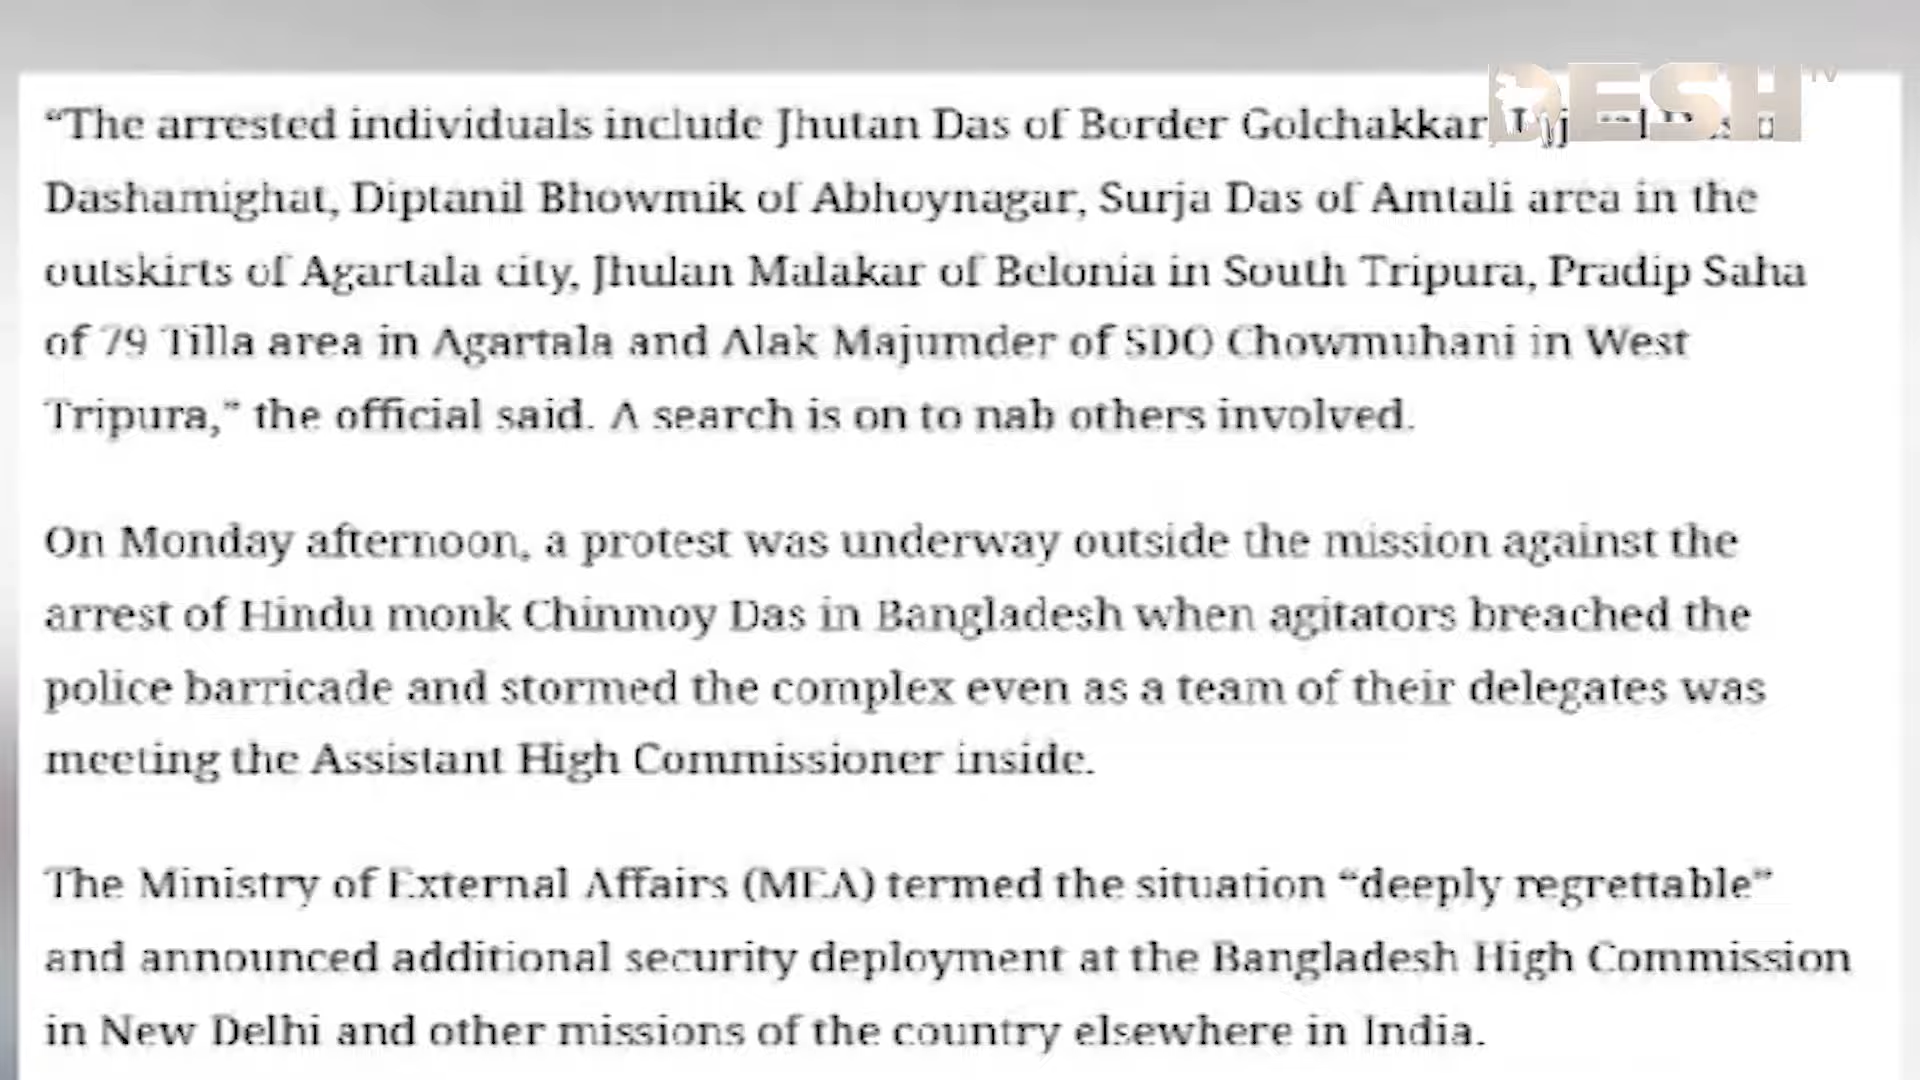 DESH TV
“The arrested individuals include Jhutan Das of Border Golchakkar,
Dashamighat, Diptanil Bhowmik of Abhoynagar, Surja Das of Amtali area in the
outskirts of Agartala city, Jhulan Malakar of Belonia in South Tripura, Pradip Saha
of 79 Tilla area in Agartala and Alak Majumder of SDO Chowmuhani in West
Tripura,” the official said. A search is on to nab others involved.
On Monday afternoon, a protest was underway outside the mission against the
arrest of Hindu monk Chinmoy Das in Bangladesh when agitators breached the
police barricade and stormed the complex even as a team of their delegates was
meeting the Assistant High Commissioner inside.
The Ministry of External Affairs (MEA) termed the situation “deeply regrettable”
and announced additional security deployment at the Bangladesh High Commission
in New Delhi and other missions of the country elsewhere in India.